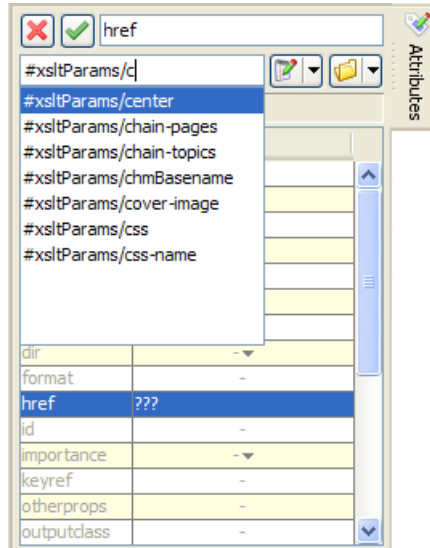 href
Attributes
#xsltParams/c
#xsltParams/center
#xsltParams/chain-pages
#xsltParams/chain-topics
#xsltParams/chmBasename
#xsltParams/cover-image
#xsltParams/css
#xsltParams/css-name
dir -
format -
href ???
id -
importance -
keyref -
otherprops -
outputclass -